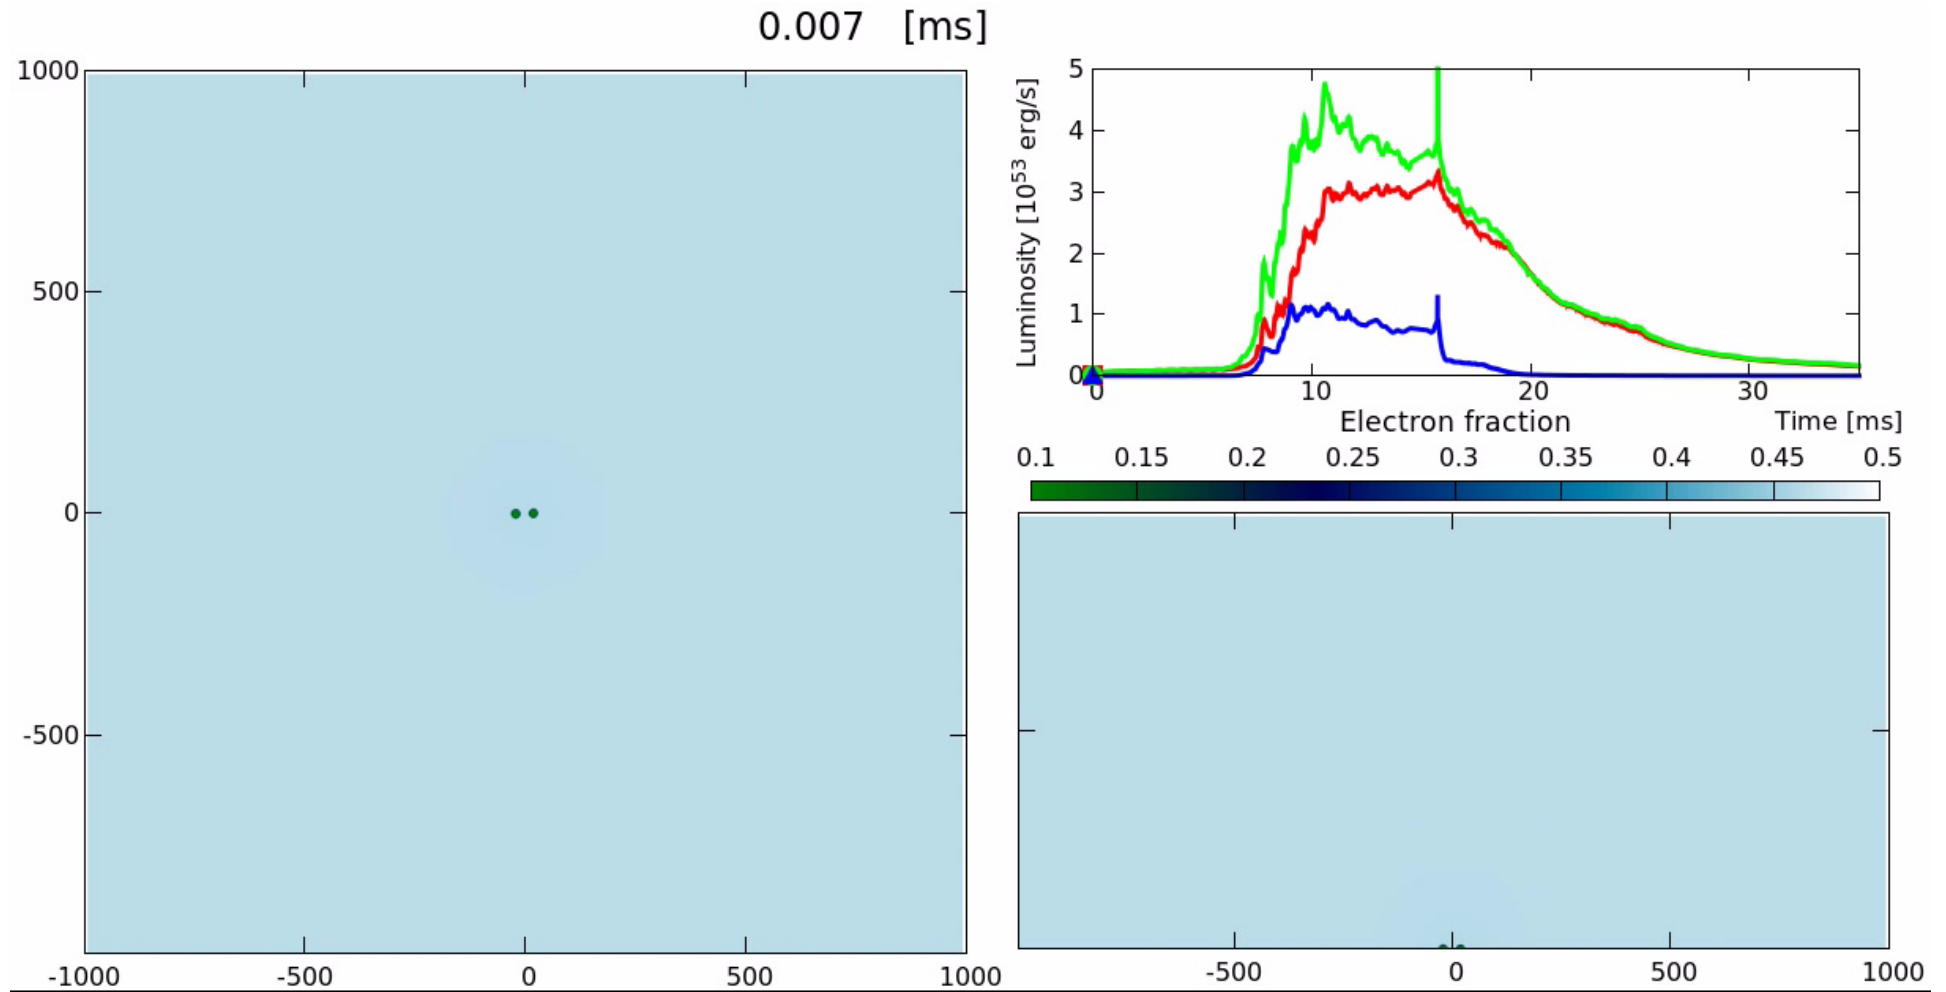 0.007 [ms]
1000
500
0
-500
-1000 -500 0 500 1000
Luminosity [10^53 erg/s]
5
4
3
2
1
0
0 10 20 30
Time [ms]
Electron fraction
0.1 0.15 0.2 0.25 0.3 0.35 0.4 0.45 0.5
-500 0 500 1000